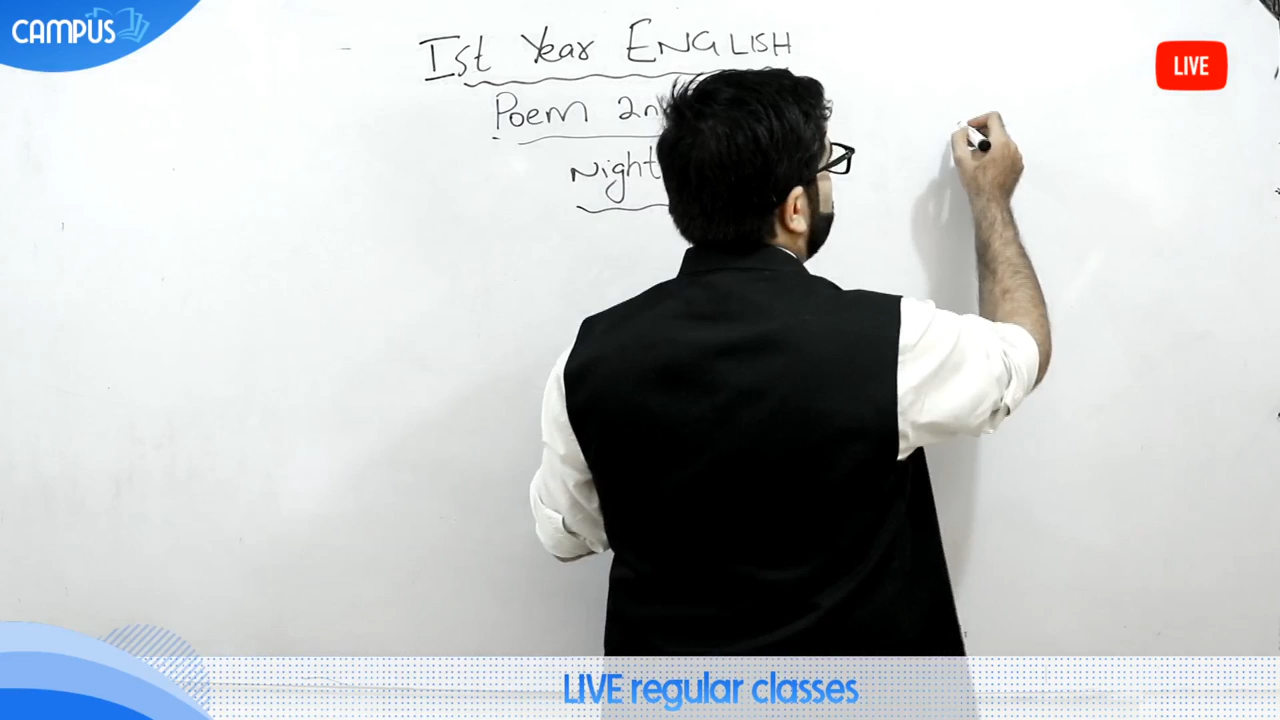 CAMPUS
LIVE
Ist Year ENGLISH
Poem 2n
Night
LIVE regular classes